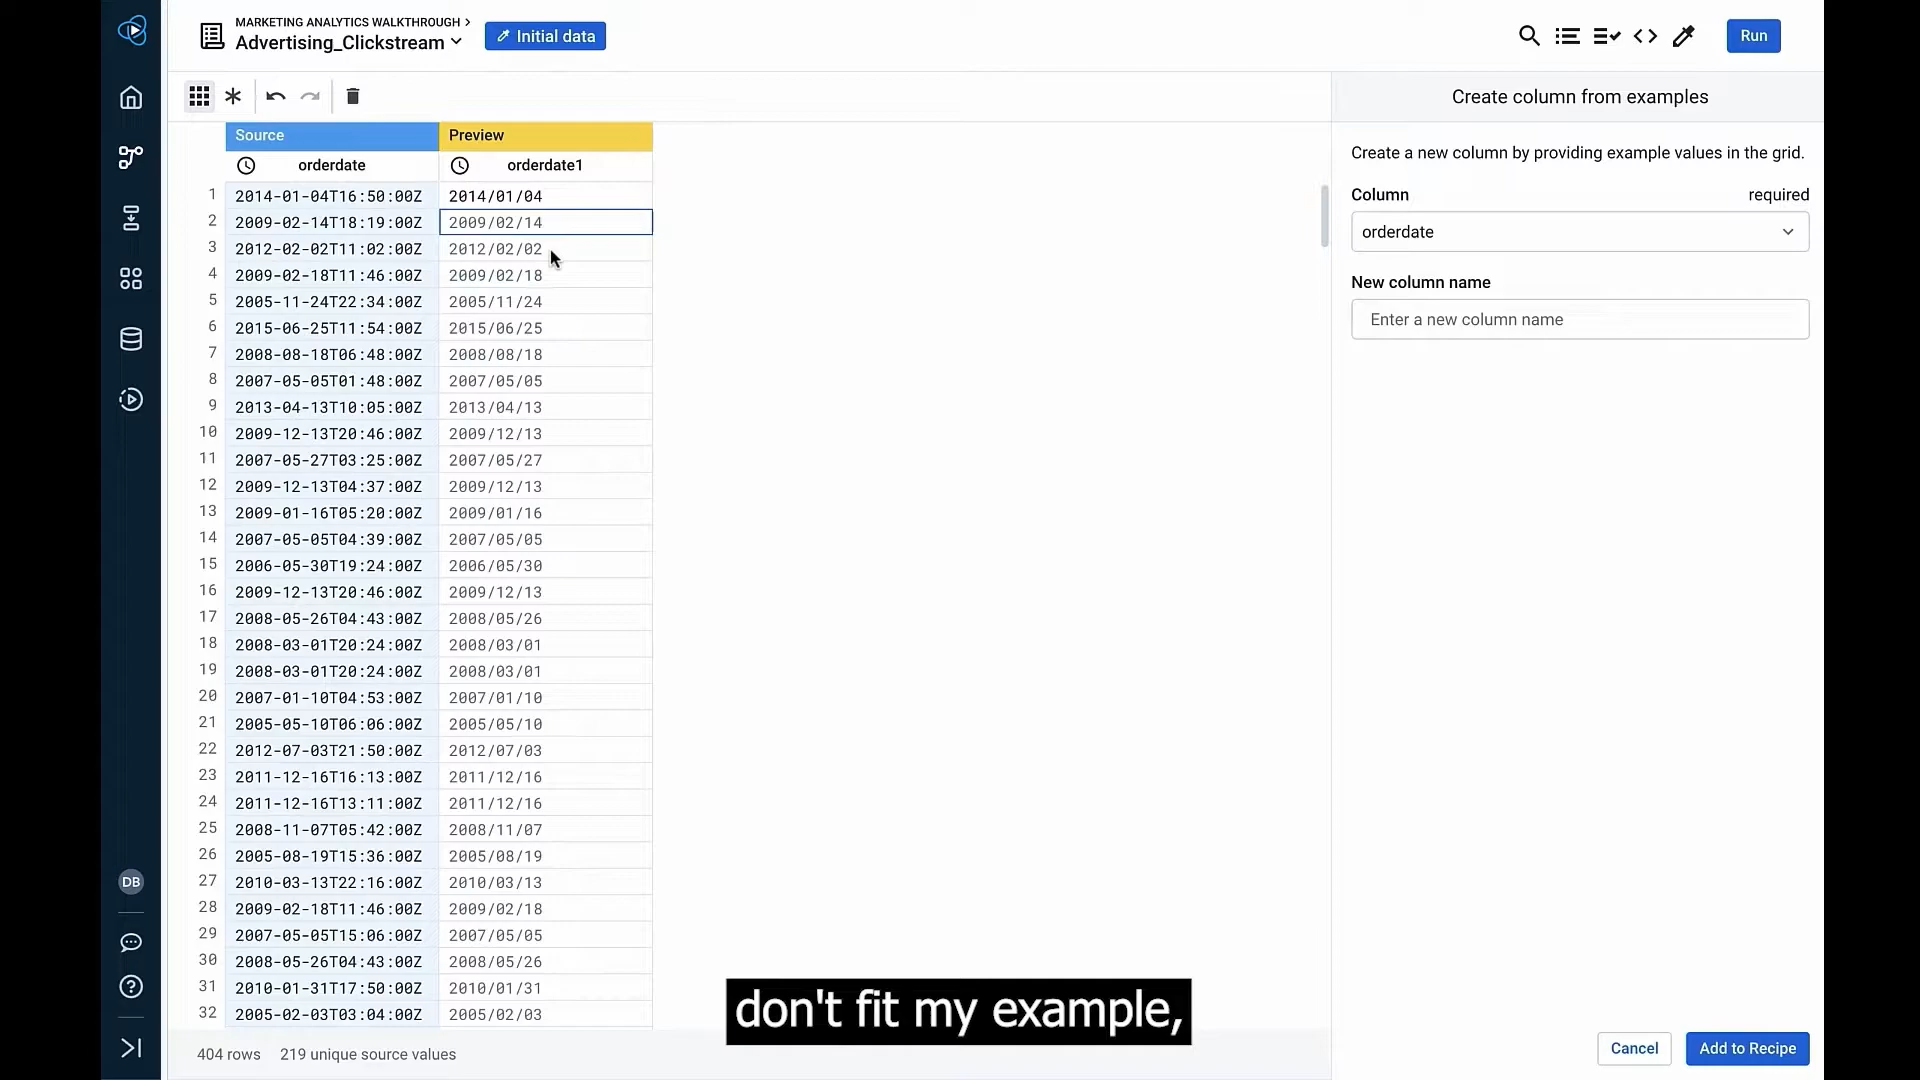 MARKETING ANALYTICS WALKTHROUGH >
Advertising_Clickstream
Initial data
Run
Create column from examples
Create a new column by providing example values in the grid.
Column required
orderdate
New column name
Enter a new column name
Source Preview
orderdate orderdate1
1 2014-01-04T16:50:00Z 2014/01/04
2 2009-02-14T18:19:00Z 2009/02/14
3 2012-02-02T11:02:00Z 2012/02/02
4 2009-02-18T11:46:00Z 2009/02/18
5 2005-11-24T22:34:00Z 2005/11/24
6 2015-06-25T11:54:00Z 2015/06/25
7 2008-08-18T06:48:00Z 2008/08/18
8 2007-05-05T01:48:00Z 2007/05/05
9 2013-04-13T10:05:00Z 2013/04/13
10 2009-12-13T20:46:00Z 2009/12/13
11 2007-05-27T03:25:00Z 2007/05/27
12 2009-12-13T04:37:00Z 2009/12/13
13 2009-01-16T05:20:00Z 2009/01/16
14 2007-05-05T04:39:00Z 2007/05/05
15 2006-05-30T19:24:00Z 2006/05/30
16 2009-12-13T20:46:00Z 2009/12/13
17 2008-05-26T04:43:00Z 2008/05/26
18 2008-03-01T20:24:00Z 2008/03/01
19 2008-03-01T20:24:00Z 2008/03/01
20 2007-01-10T04:53:00Z 2007/01/10
21 2005-05-10T06:06:00Z 2005/05/10
22 2012-07-03T21:50:00Z 2012/07/03
23 2011-12-16T16:13:00Z 2011/12/16
24 2011-12-16T13:11:00Z 2011/12/16
25 2008-11-07T05:42:00Z 2008/11/07
26 2005-08-19T15:36:00Z 2005/08/19
27 2010-03-13T22:16:00Z 2010/03/13
28 2009-02-18T11:46:00Z 2009/02/18
29 2007-05-05T15:06:00Z 2007/05/05
30 2008-05-26T04:43:00Z 2008/05/26
31 2010-01-31T17:50:00Z 2010/01/31
32 2005-02-03T03:04:00Z 2005/02/03
DB
don't fit my example,
404 rows 219 unique source values
Cancel Add to Recipe